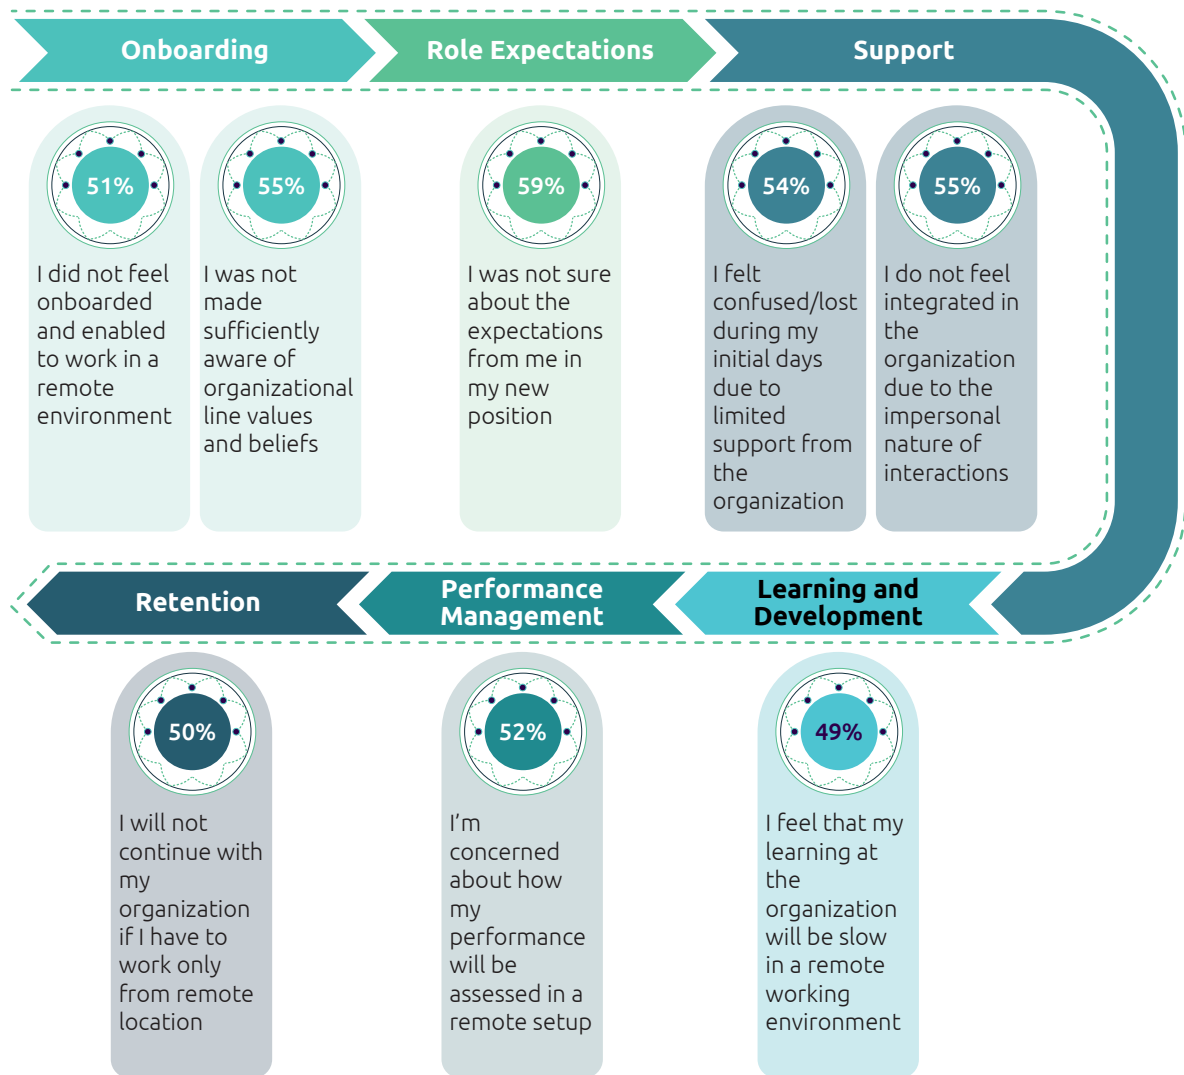 Onboarding
Role Expectations
Support
51%
I did not feel
onboarded
and enabled
to work in a
remote
environment
55%
I was not
made
sufficiently
aware of
organizational
line values
and beliefs
59%
I was not sure
about the
expectations
from me in
my new
position
54%
I felt
confused/lost
during my
initial days
due to
limited
support from
the
organization
55%
I do not feel
integrated in
the
organization
due to the
impersonal
nature of
interactions
Learning and
Development
49%
I feel that my
learning at
the
organization
will be slow
in a remote
working
environment
Performance
Management
52%
I’m
concerned
about how
my
performance
will be
assessed in a
remote setup
Retention
50%
I will not
continue with
my
organization
if I have to
work only
from remote
location